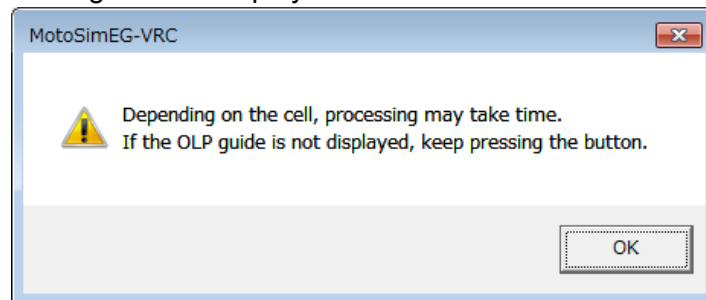 MotoSimEG-VRC
Depending on the cell, processing may take time.
If the OLP guide is not displayed, keep pressing the button.
OK